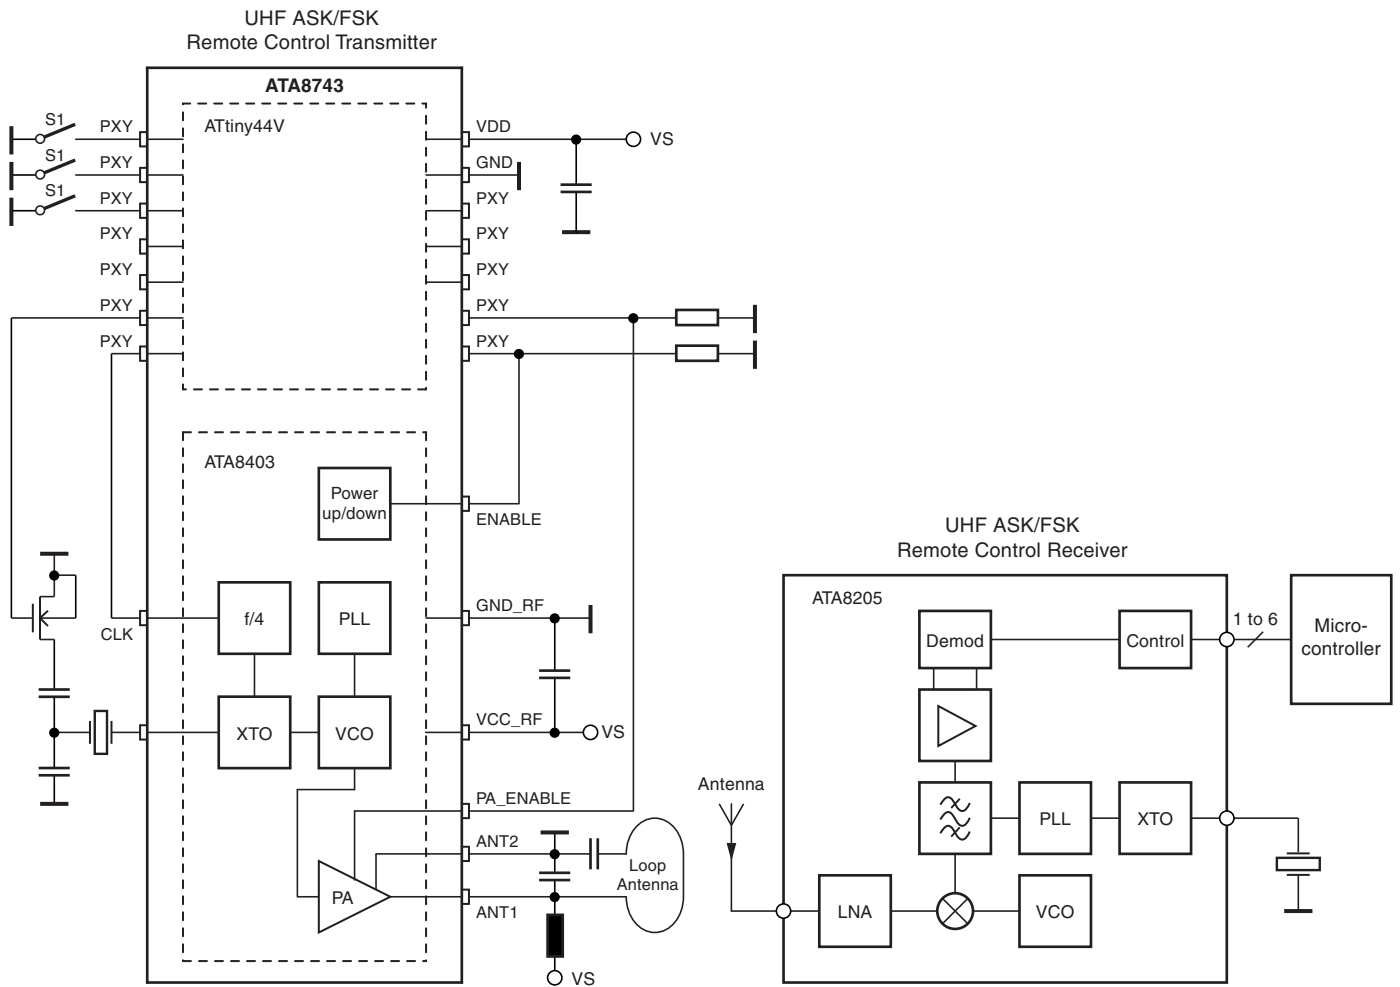 UHF ASK/FSK
Remote Control Transmitter
ATA8743
ATtiny44V
S1
S1
S1
PXY
PXY
PXY
PXY
PXY
PXY
PXY
VDD
VS
GND
PXY
PXY
PXY
PXY
PXY
ATA8403
Power
up/down
ENABLE
f/4
PLL
GND_RF
CLK
XTO
VCO
VCC_RF
VS
PA_ENABLE
ANT2
Loop
Antenna
PA
ANT1
VS
UHF ASK/FSK
Remote Control Receiver
ATA8205
Demod
Control
1 to 6
Micro-
controller
Antenna
PLL
XTO
LNA
VCO